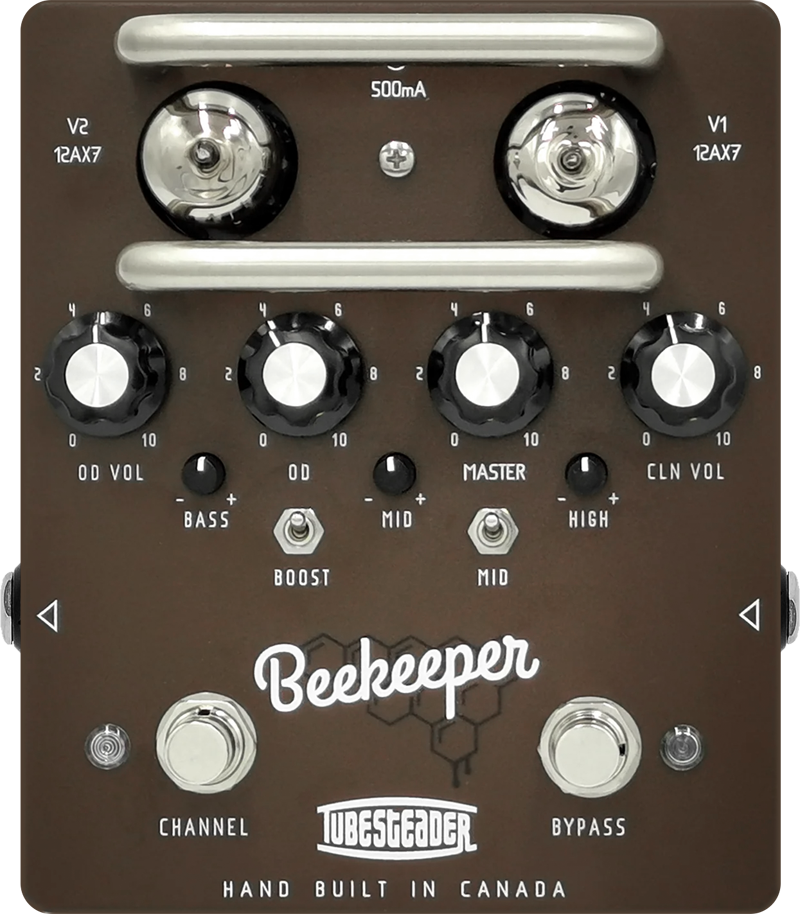 500mA
V2
12AX7
V1
12AX7
4 6 4 6 4 6 4 6
2 8 2 8 2 8 2 8
0 10 0 10 0 10 0 10
OD VOL OD MASTER CLN VOL
- + - + - +
BASS MID HIGH
BOOST MID
Beekeeper
CHANNEL BYPASS
TUBESTEADER
HAND BUILT IN CANADA